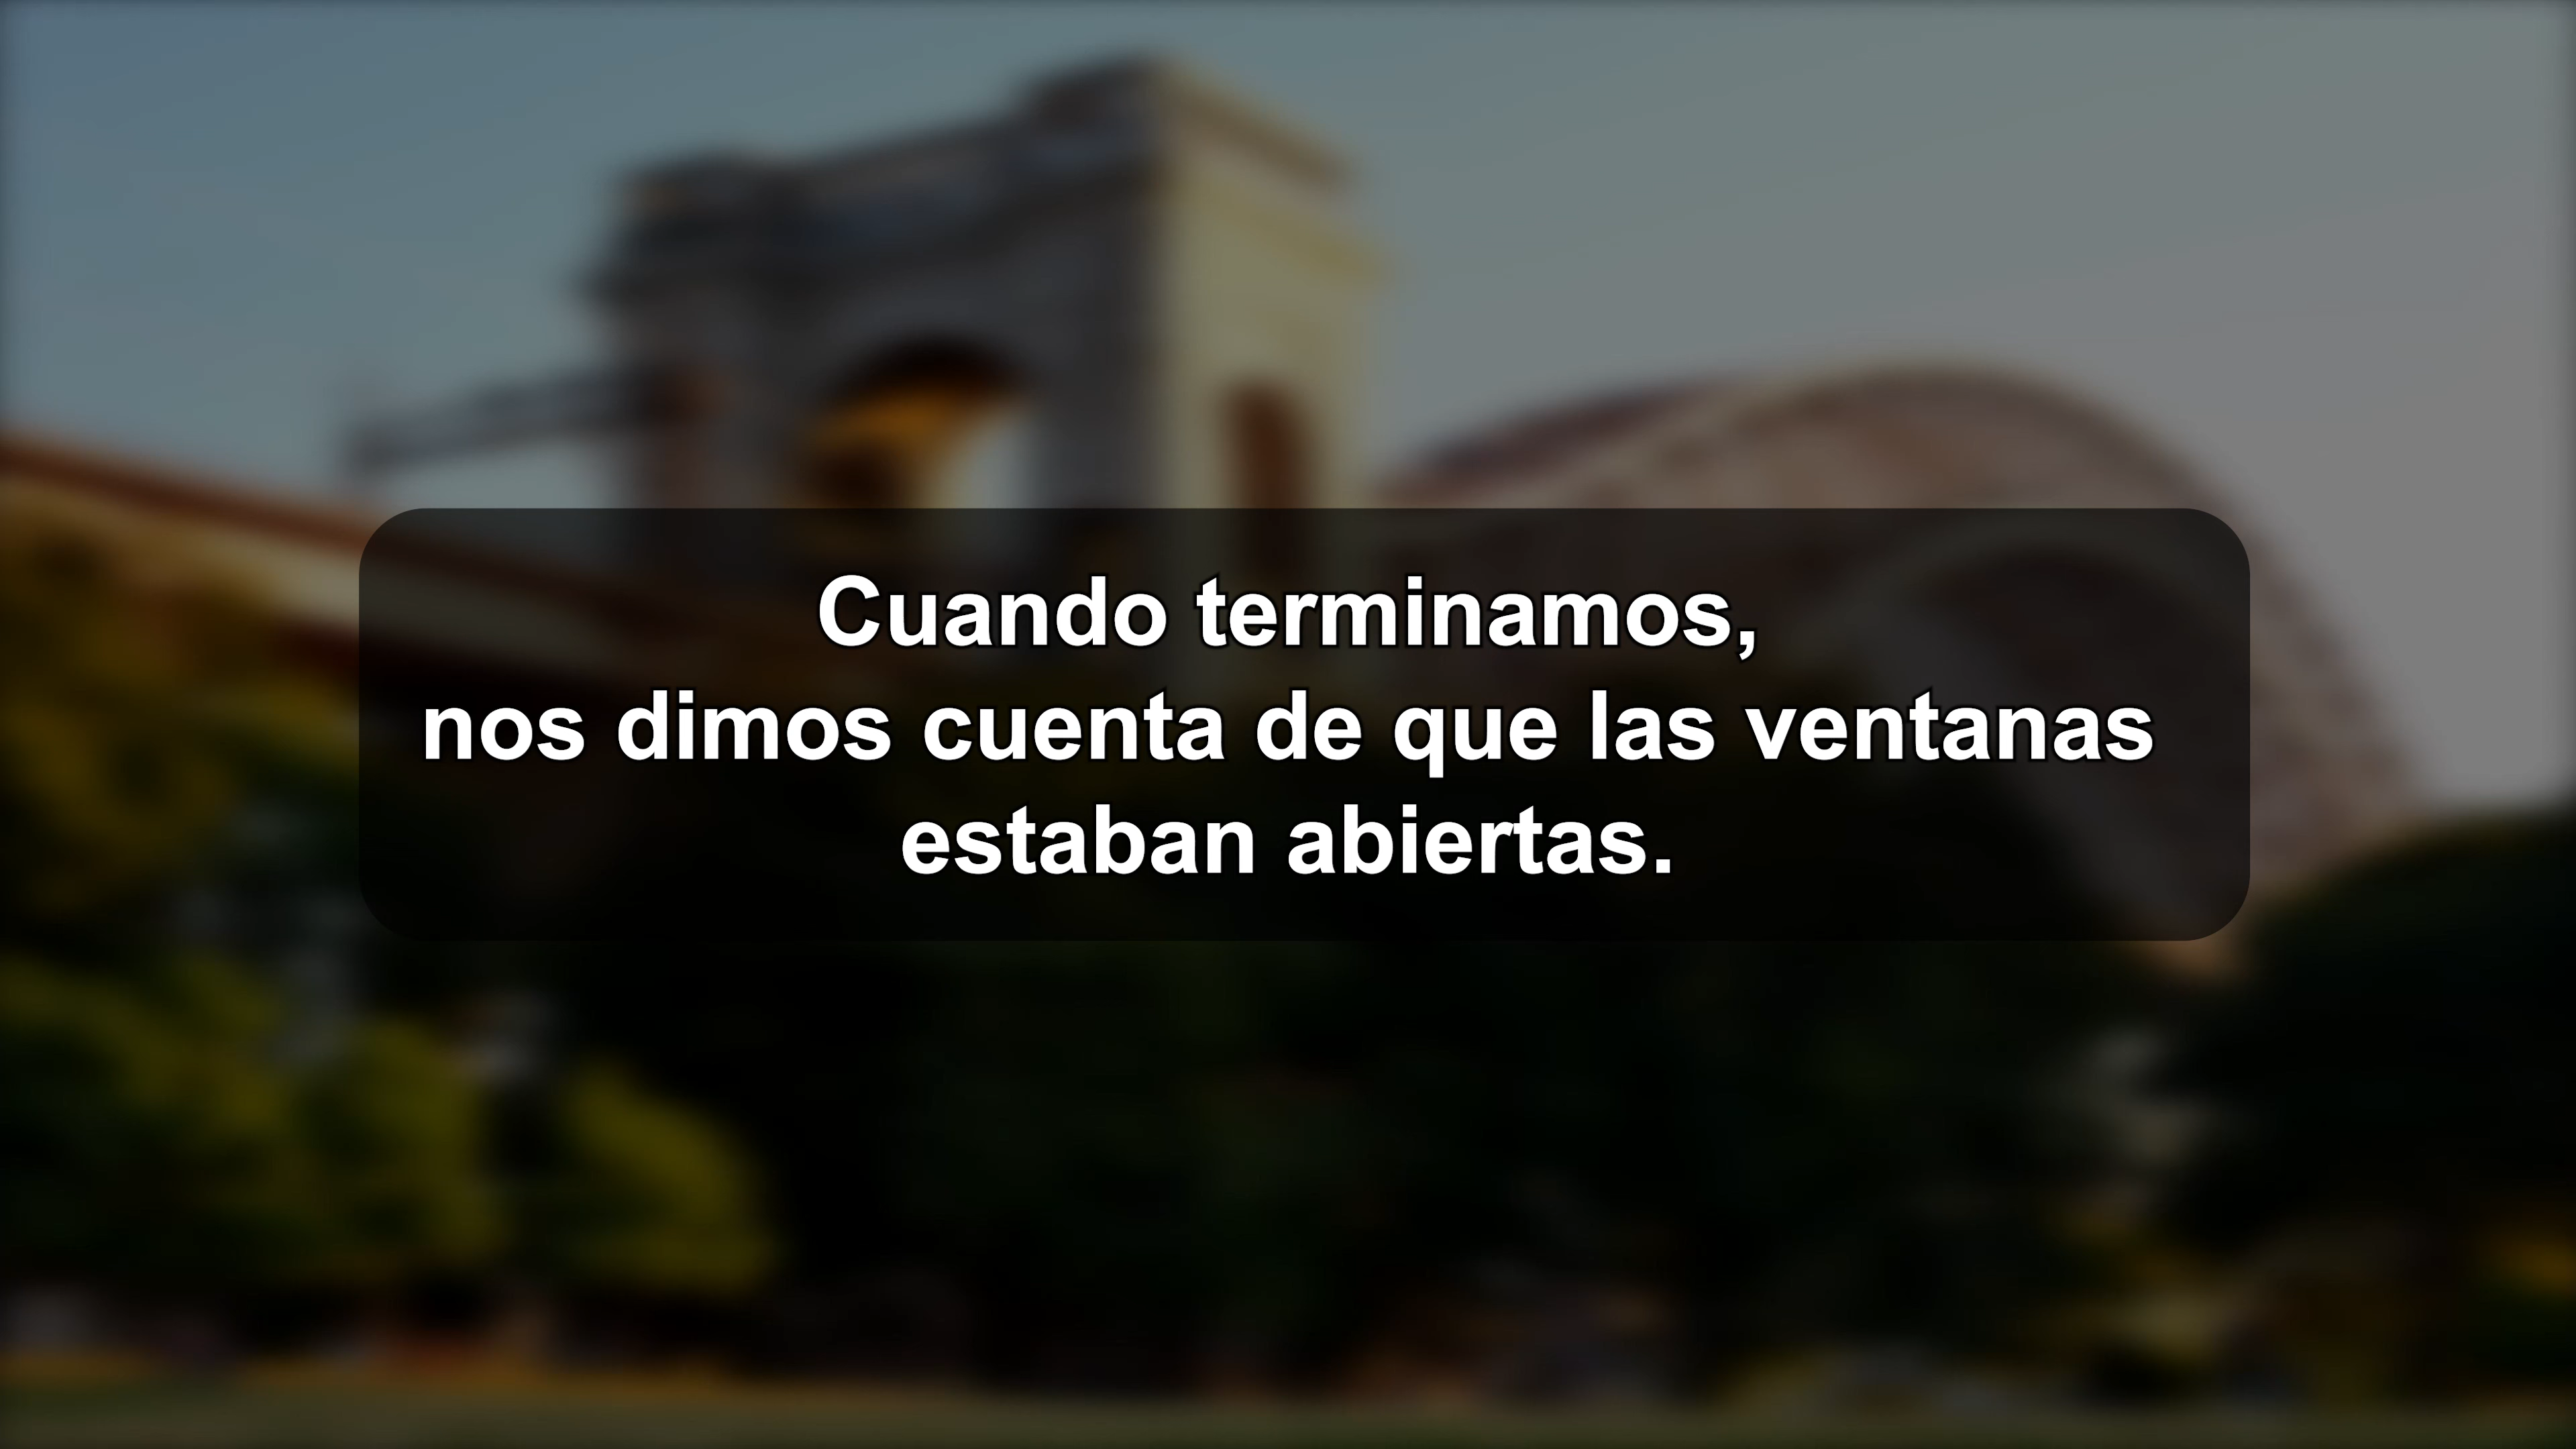 Cuando terminamos,
nos dimos cuenta de que las ventanas
estaban abiertas.